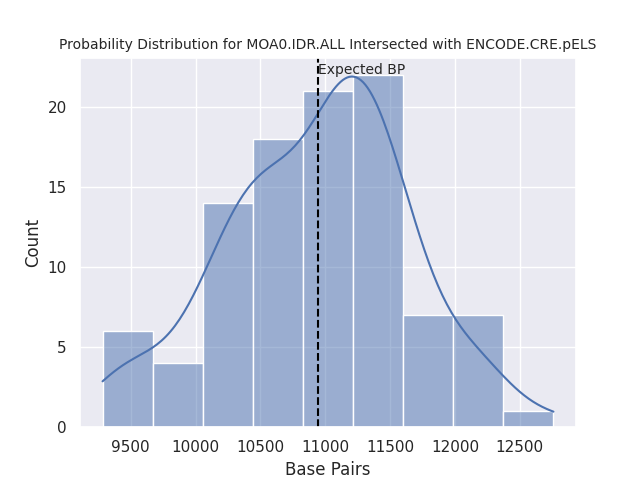 Probability Distribution for MOA0.IDR.ALL Intersected with ENCODE.CRE.pELS
Expected BP
20
15
10
5
0
Count
9500 10000 10500 11000 11500 12000 12500
Base Pairs